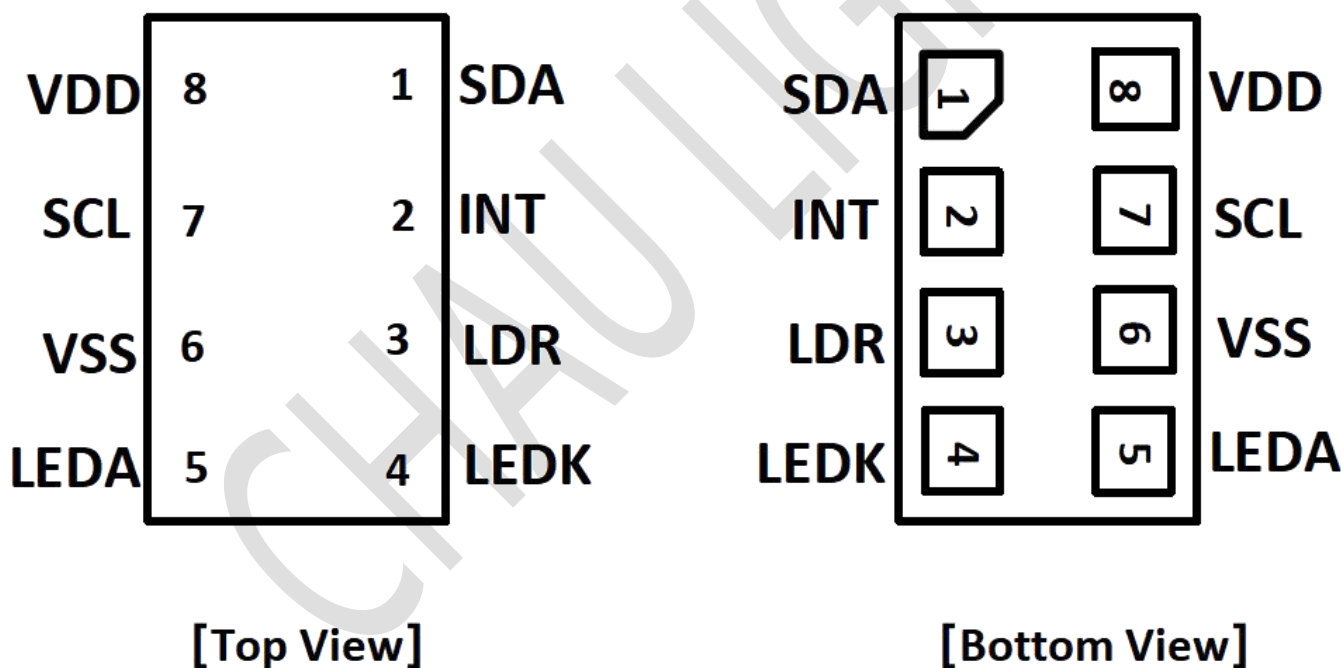 VDD 8 1 SDA SDA 1 8 VDD
SCL 7 2 INT INT 2 7 SCL
VSS 6 3 LDR LDR 3 6 VSS
LEDA 5 4 LEDK LEDK 4 5 LEDA
[Top View] [Bottom View]
CHAU